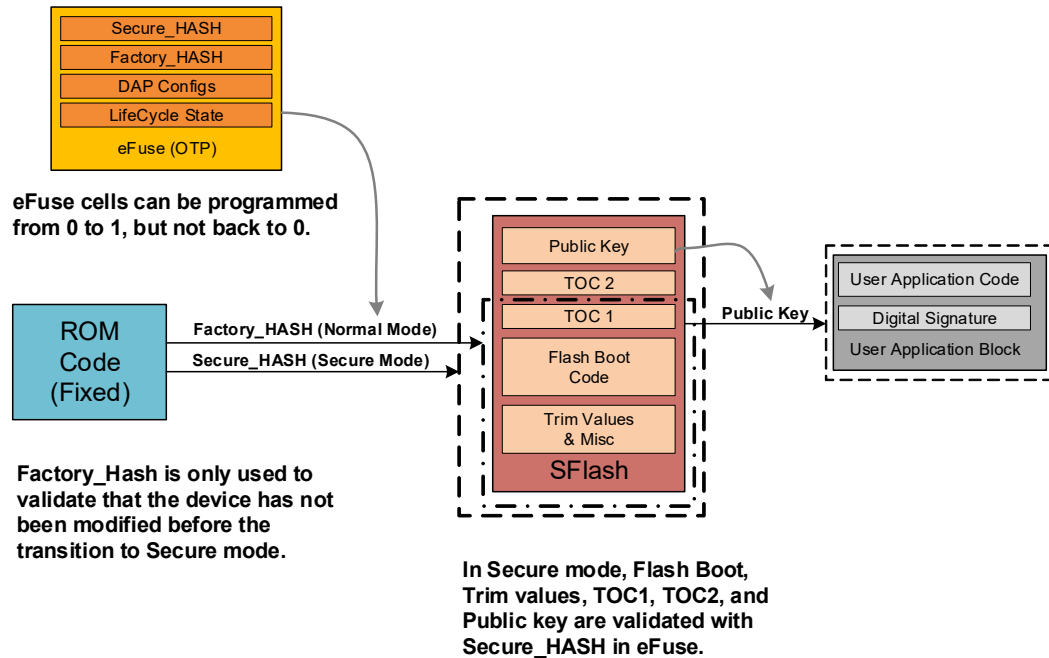 Secure_HASH
Factory_HASH
DAP Configs
LifeCycle State
eFuse (OTP)
eFuse cells can be programmed
from 0 to 1, but not back to 0.
ROM
Code
(Fixed)
Factory_HASH (Normal Mode)
Secure_HASH (Secure Mode)
Factory_Hash is only used to
validate that the device has not
been modified before the
transition to Secure mode.
Public Key
TOC 2
TOC 1
Flash Boot
Code
Trim Values
& Misc
SFlash
In Secure mode, Flash Boot,
Trim values, TOC1, TOC2, and
Public key are validated with
Secure_HASH in eFuse.
Public Key
User Application Code
Digital Signature
User Application Block